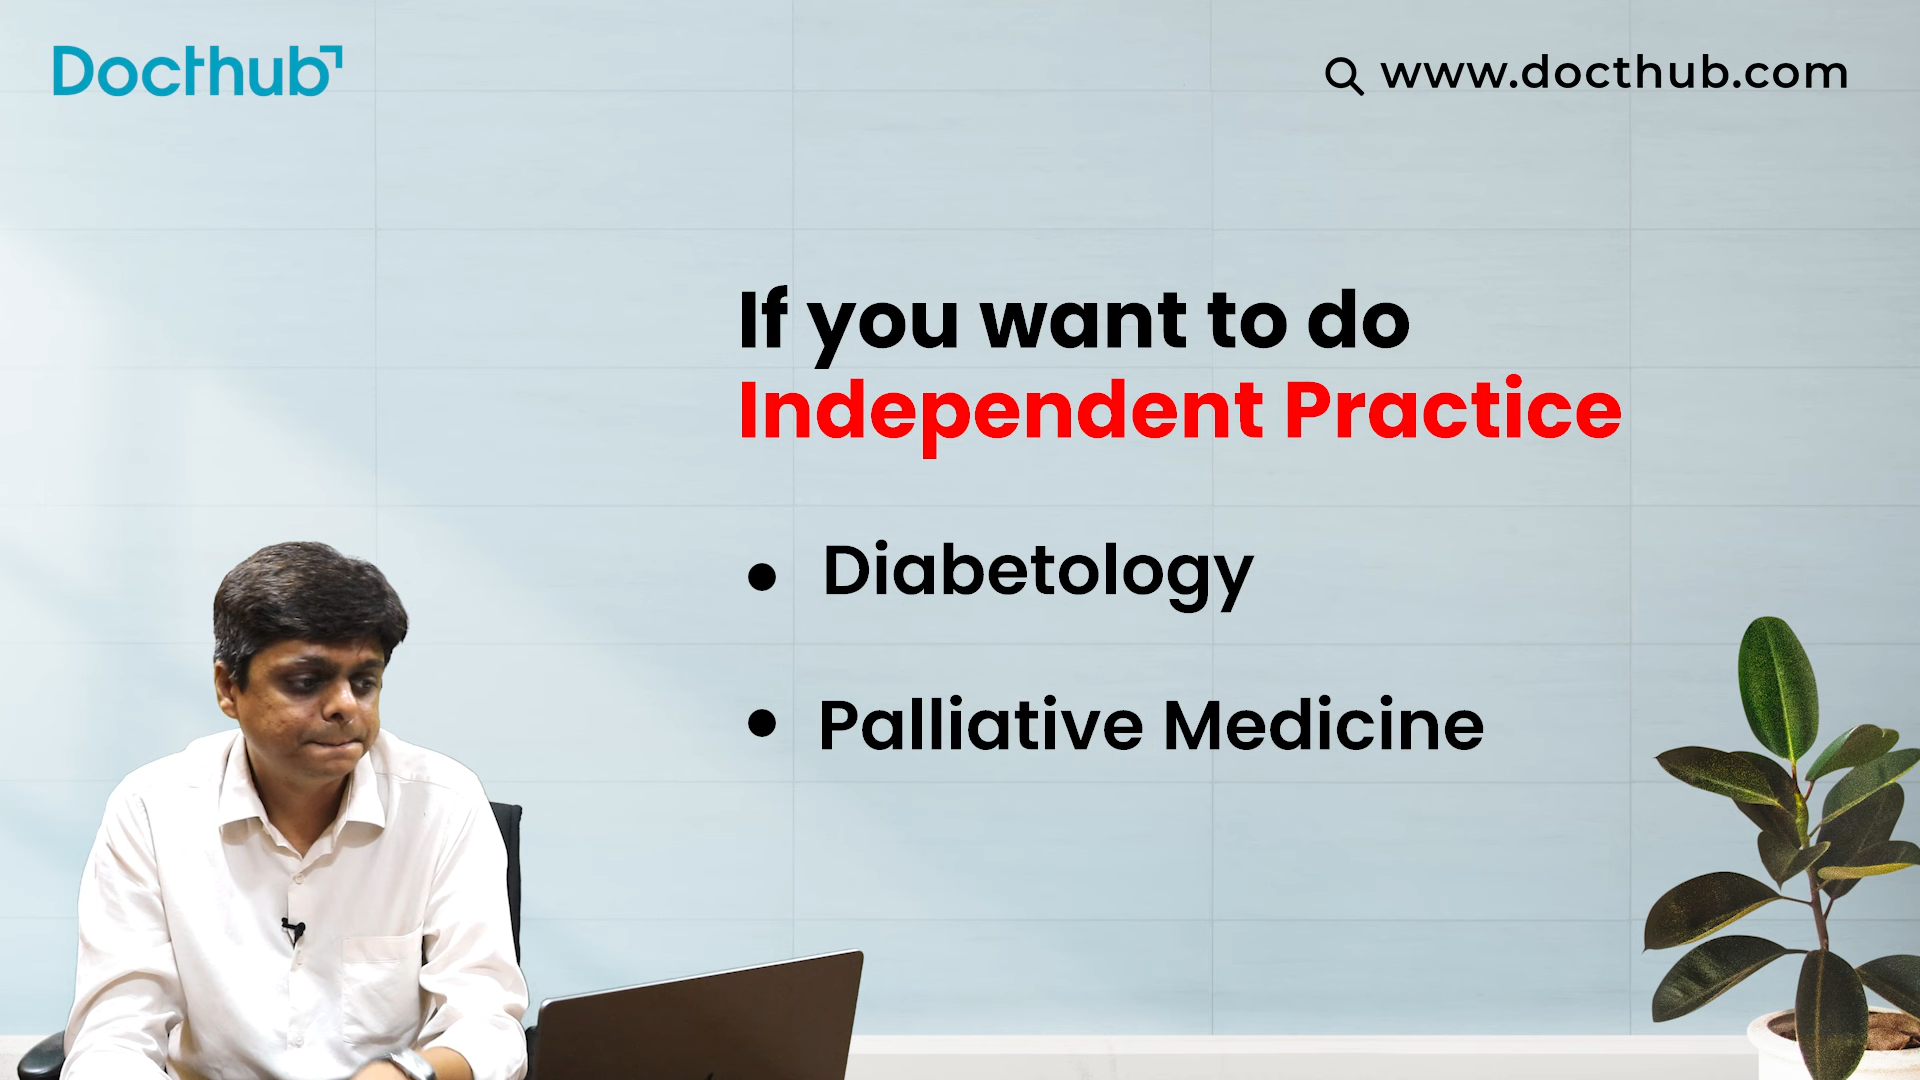 Docthub
www.docthub.com
If you want to do
Independent Practice
• Diabetology
• Palliative Medicine